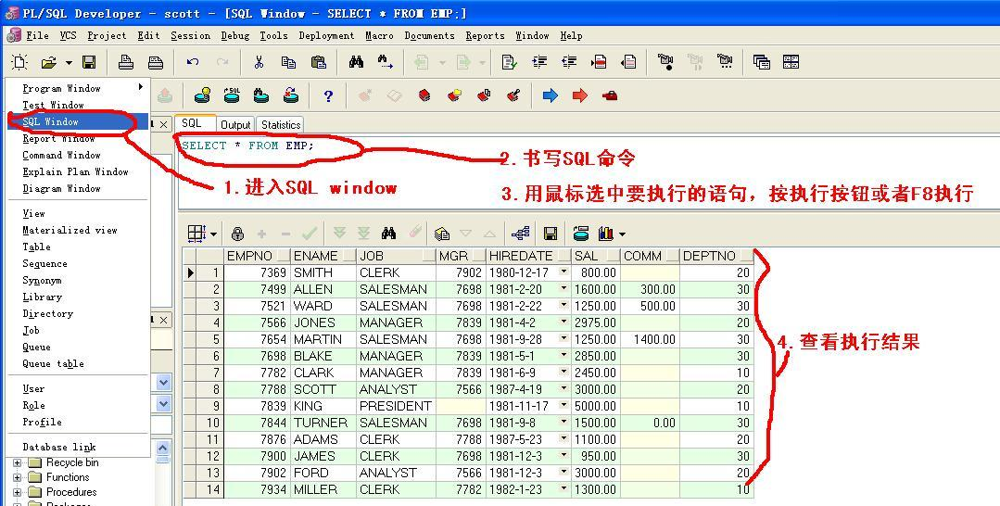 PL/SQL Developer - scott - [SQL Window - SELECT * FROM EMP;]
File VCS Project Edit Session Debug Tools Deployment Macro Documents Reports Window Help
Program Window
Test Window
SQL Window
Report Window
Command Window
Explain Plan Window
Diagram Window
View
Materialized view
Table
Sequence
Synonym
Library
Directory
Job
Queue
Queue table
User
Role
Profile
Database link
Recycle bin
Functions
Procedures
SQL Output Statistics
SELECT * FROM EMP;
1.进入SQL window
2.书写SQL命令
3.用鼠标选中要执行的语句，按执行按钮或者F8执行
EMPNO ENAME JOB MGR HIREDATE SAL COMM DEPTNO
1 7369 SMITH CLERK 7902 1980-12-17 800.00 20
2 7499 ALLEN SALESMAN 7698 1981-2-20 1600.00 300.00 30
3 7521 WARD SALESMAN 7698 1981-2-22 1250.00 500.00 30
4 7566 JONES MANAGER 7839 1981-4-2 2975.00 20
5 7654 MARTIN SALESMAN 7698 1981-9-28 1250.00 1400.00 30
6 7698 BLAKE MANAGER 7839 1981-5-1 2850.00 30
7 7782 CLARK MANAGER 7839 1981-6-9 2450.00 10
8 7788 SCOTT ANALYST 7566 1987-4-19 3000.00 20
9 7839 KING PRESIDENT 1981-11-17 5000.00 10
10 7844 TURNER SALESMAN 7698 1981-9-8 1500.00 0.00 30
11 7876 ADAMS CLERK 7788 1987-5-23 1100.00 20
12 7900 JAMES CLERK 7698 1981-12-3 950.00 30
13 7902 FORD ANALYST 7566 1981-12-3 3000.00 20
14 7934 MILLER CLERK 7782 1982-1-23 1300.00 10
4.查看执行结果